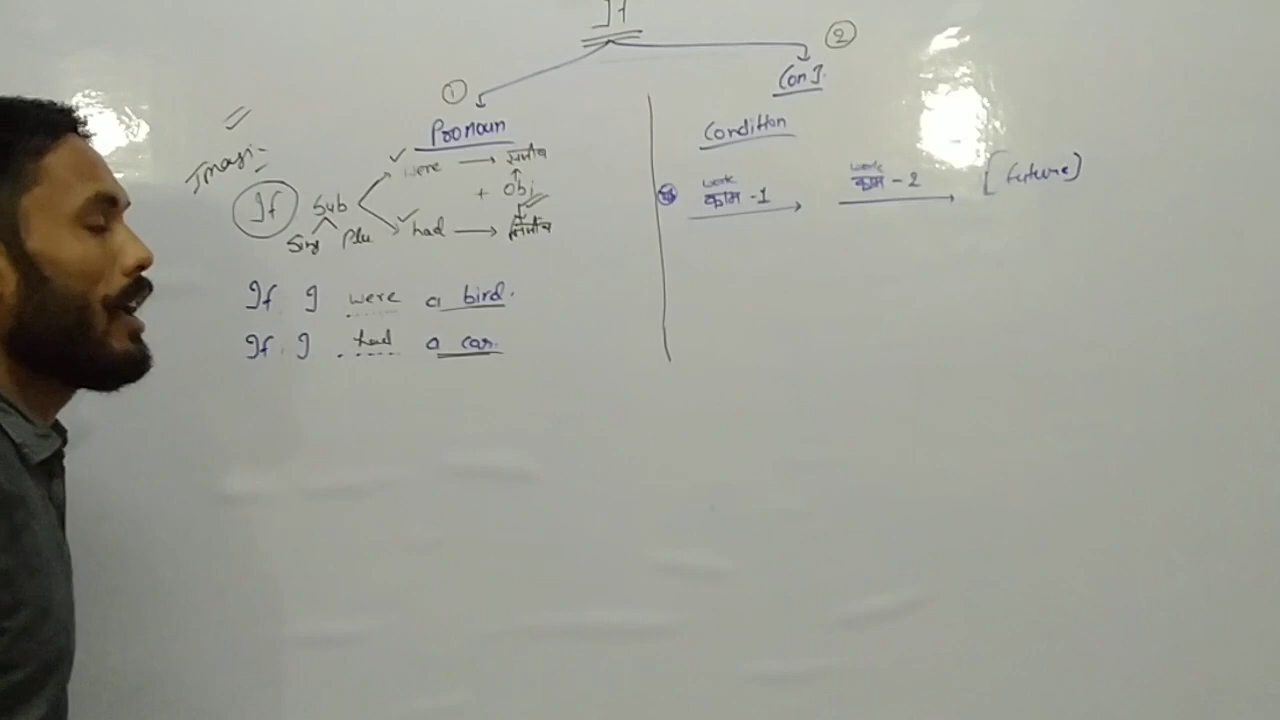 If
① ②
Pronoun
Conj.
Condition
Imagi-
were → सजीव
If Sub + Obj
Sing Plu
had → निर्जीव
work
काम -1
work
काम - 2
[future]
If I were a bird.
If I had a car.